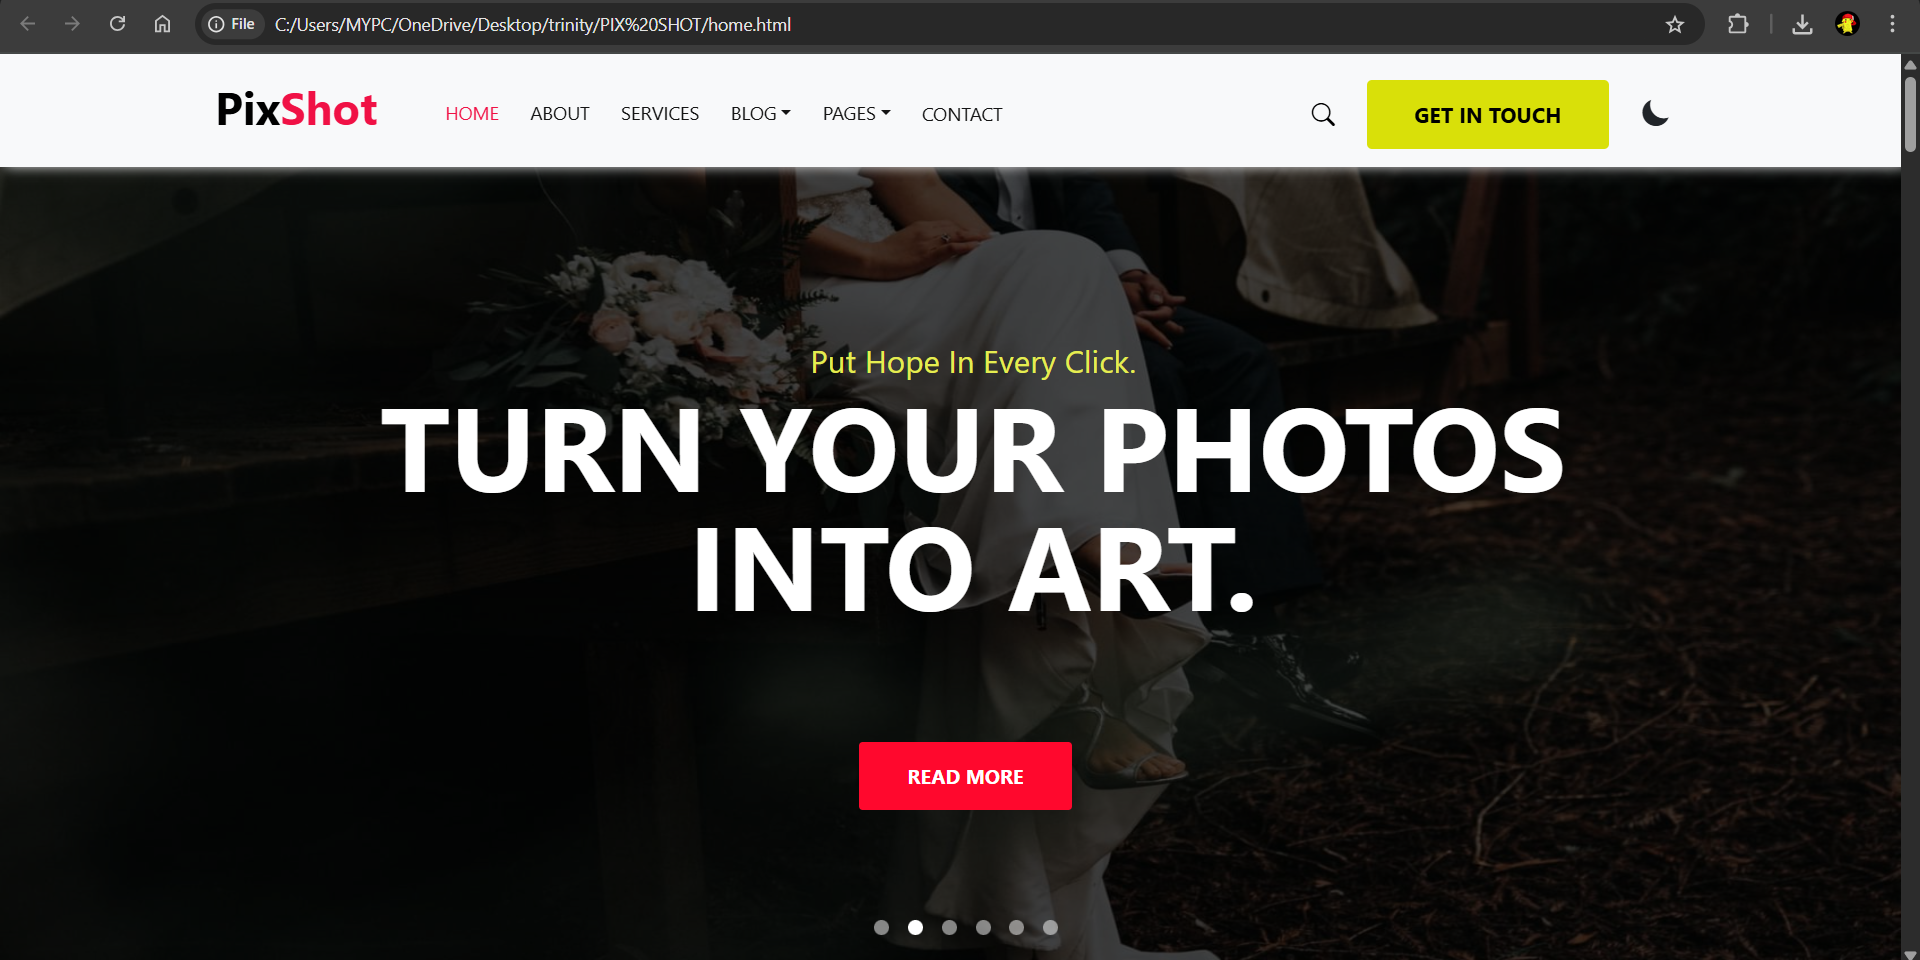 File C:/Users/MYPC/OneDrive/Desktop/trinity/PIX%20SHOT/home.html
PixShot HOME ABOUT SERVICES BLOG PAGES CONTACT GET IN TOUCH
Put Hope In Every Click.
TURN YOUR PHOTOS
INTO ART.
READ MORE